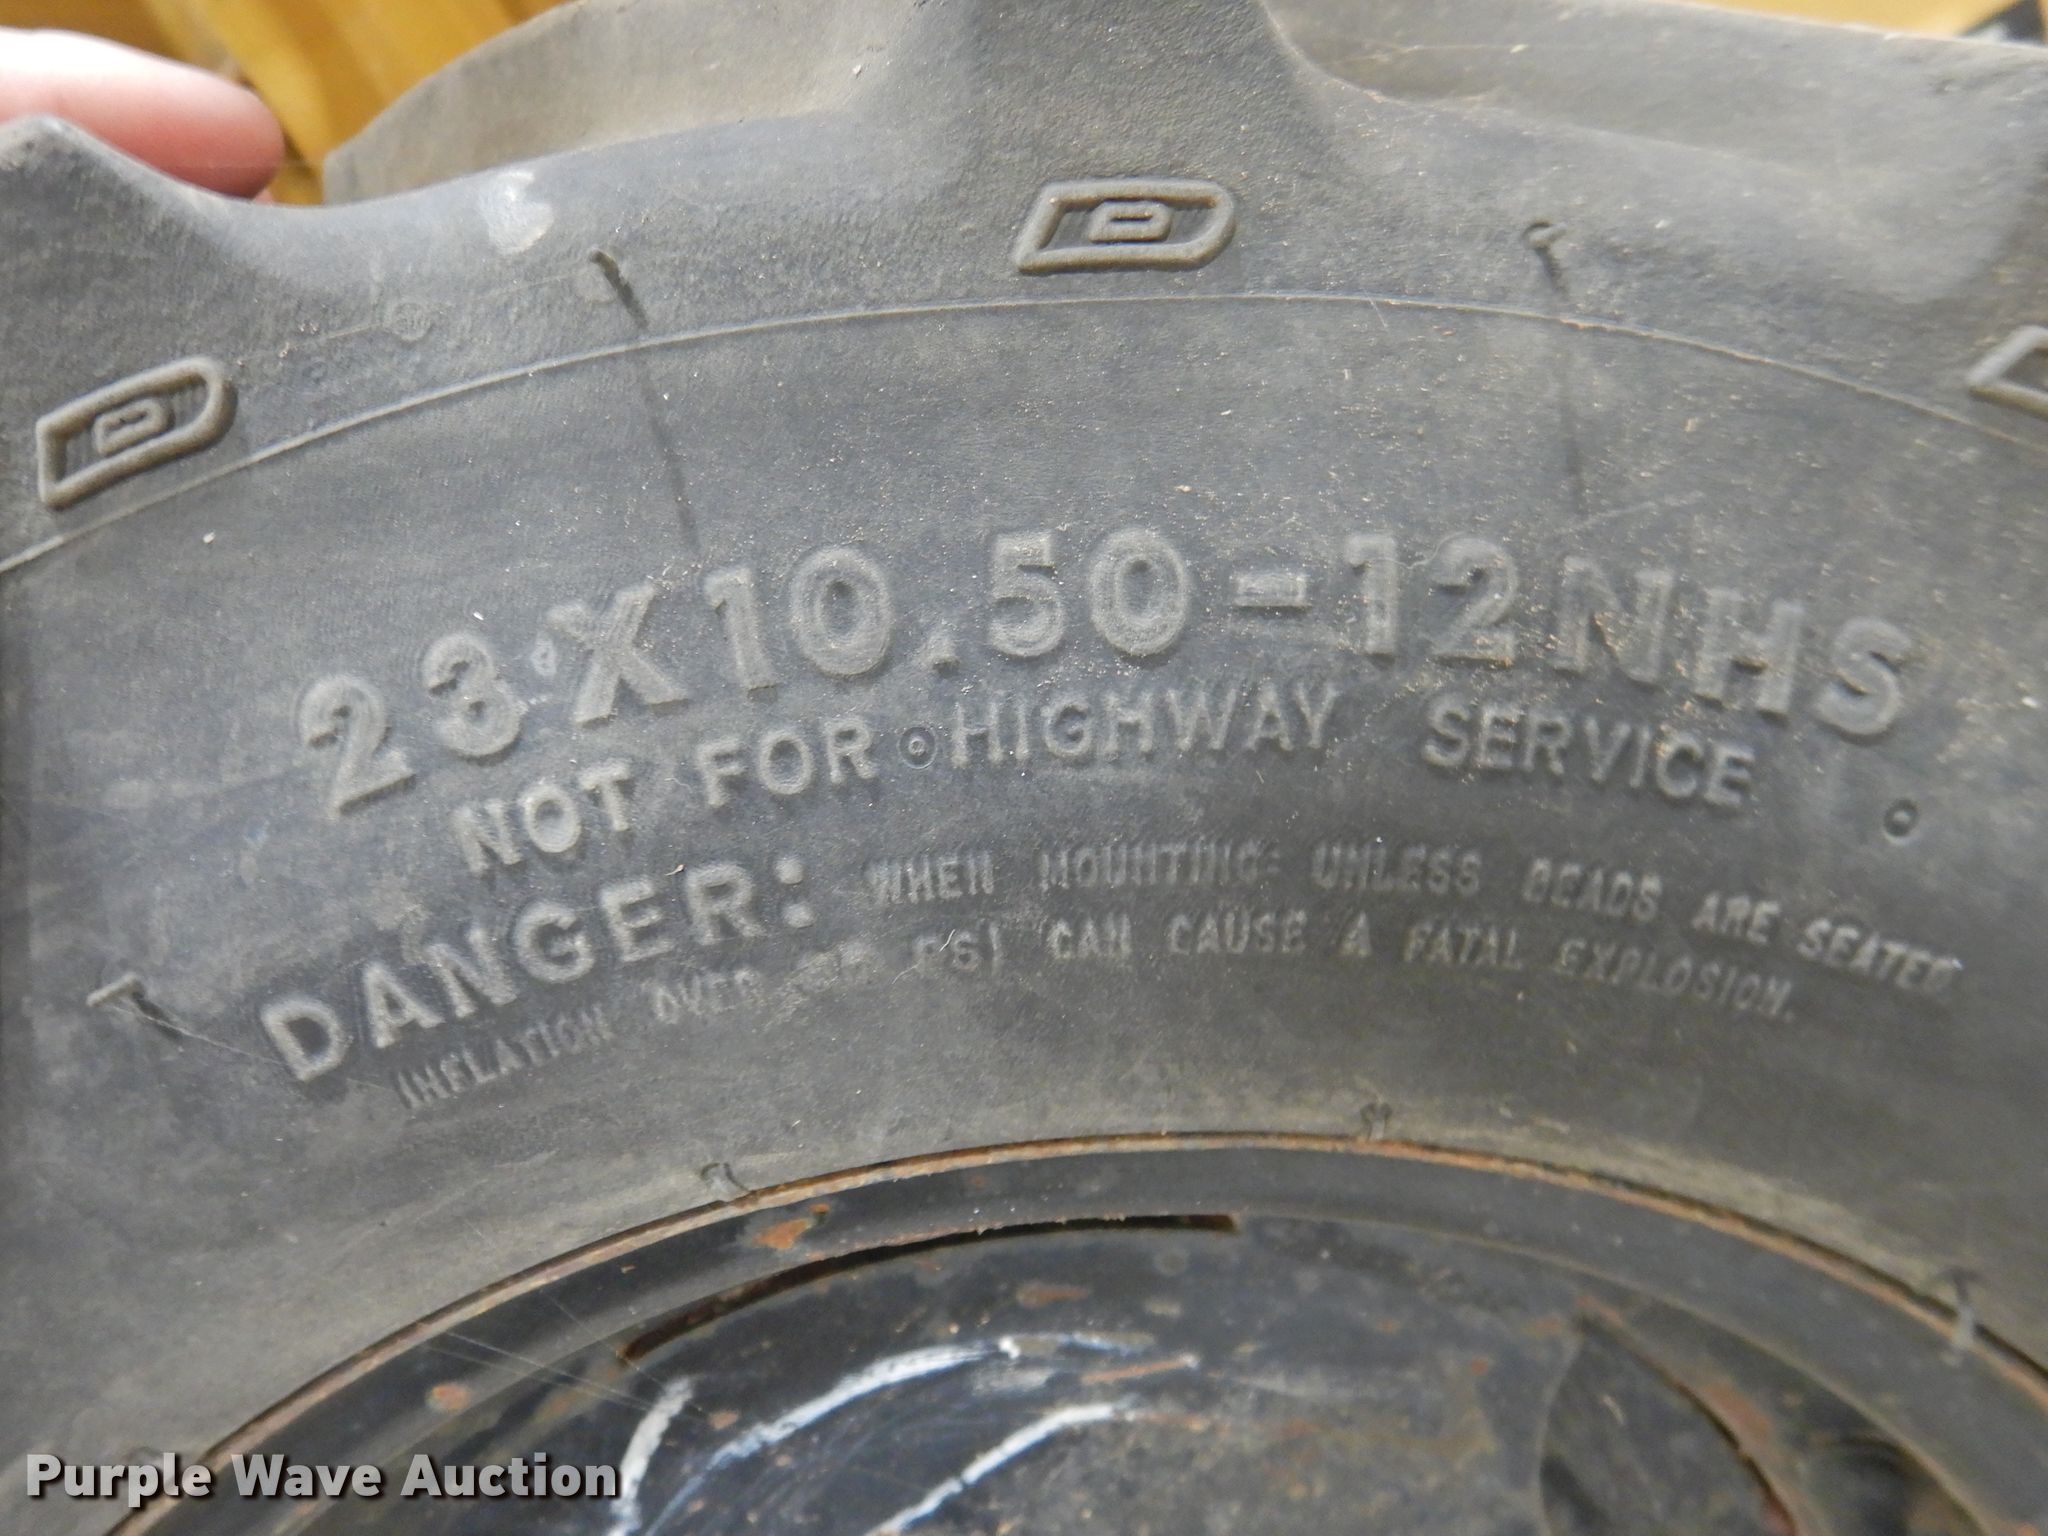 23X10.50-12NHS
NOT FOR HIGHWAY SERVICE
DANGER: WHEN MOUNTING: UNLESS BEADS ARE SEATED
INFLATION OVER PSI CAN CAUSE A FATAL EXPLOSION.
Purple Wave Auction